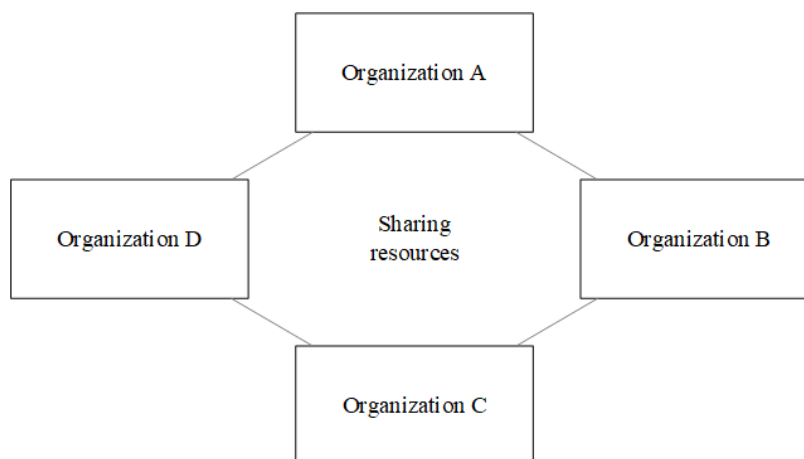 Organization A
Organization D
Sharing
resources
Organization B
Organization C